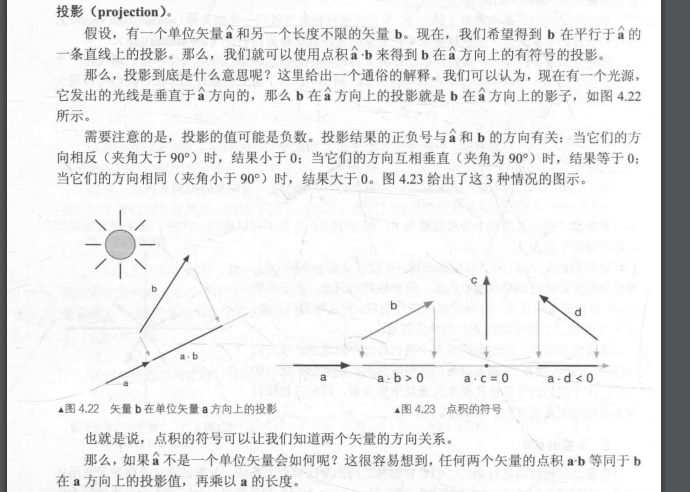 投影（projection）。
假设，有一个单位矢量â和另一个长度不限的矢量 b。现在，我们希望得到 b 在平行于â的
一条直线上的投影。那么，我们就可以使用点积â·b 来得到 b 在â方向上的有符号的投影。
那么，投影到底是什么意思呢？这里给出一个通俗的解释。我们可以认为，现在有一个光源，
它发出的光线是垂直于â方向的，那么 b 在â方向上的投影就是 b 在â方向上的影子，如图 4.22
所示。
需要注意的是，投影的值可能是负数。投影结果的正负号与â和 b 的方向有关：当它们的方
向相反（夹角大于 90°）时，结果小于 0；当它们的方向互相垂直（夹角为 90°）时，结果等于 0；
当它们的方向相同（夹角小于 90°）时，结果大于 0。图 4.23 给出了这 3 种情况的图示。
b
a·b
a
b
c
d
a
a·b>0
a·c=0
a·d<0
▲图 4.22 矢量 b 在单位矢量 a 方向上的投影
▲图 4.23 点积的符号
也就是说，点积的符号可以让我们知道两个矢量的方向关系。
那么，如果â不是一个单位矢量会如何呢？这很容易想到，任何两个矢量的点积 a·b 等同于 b
在 a 方向上的投影值，再乘以 a 的长度。